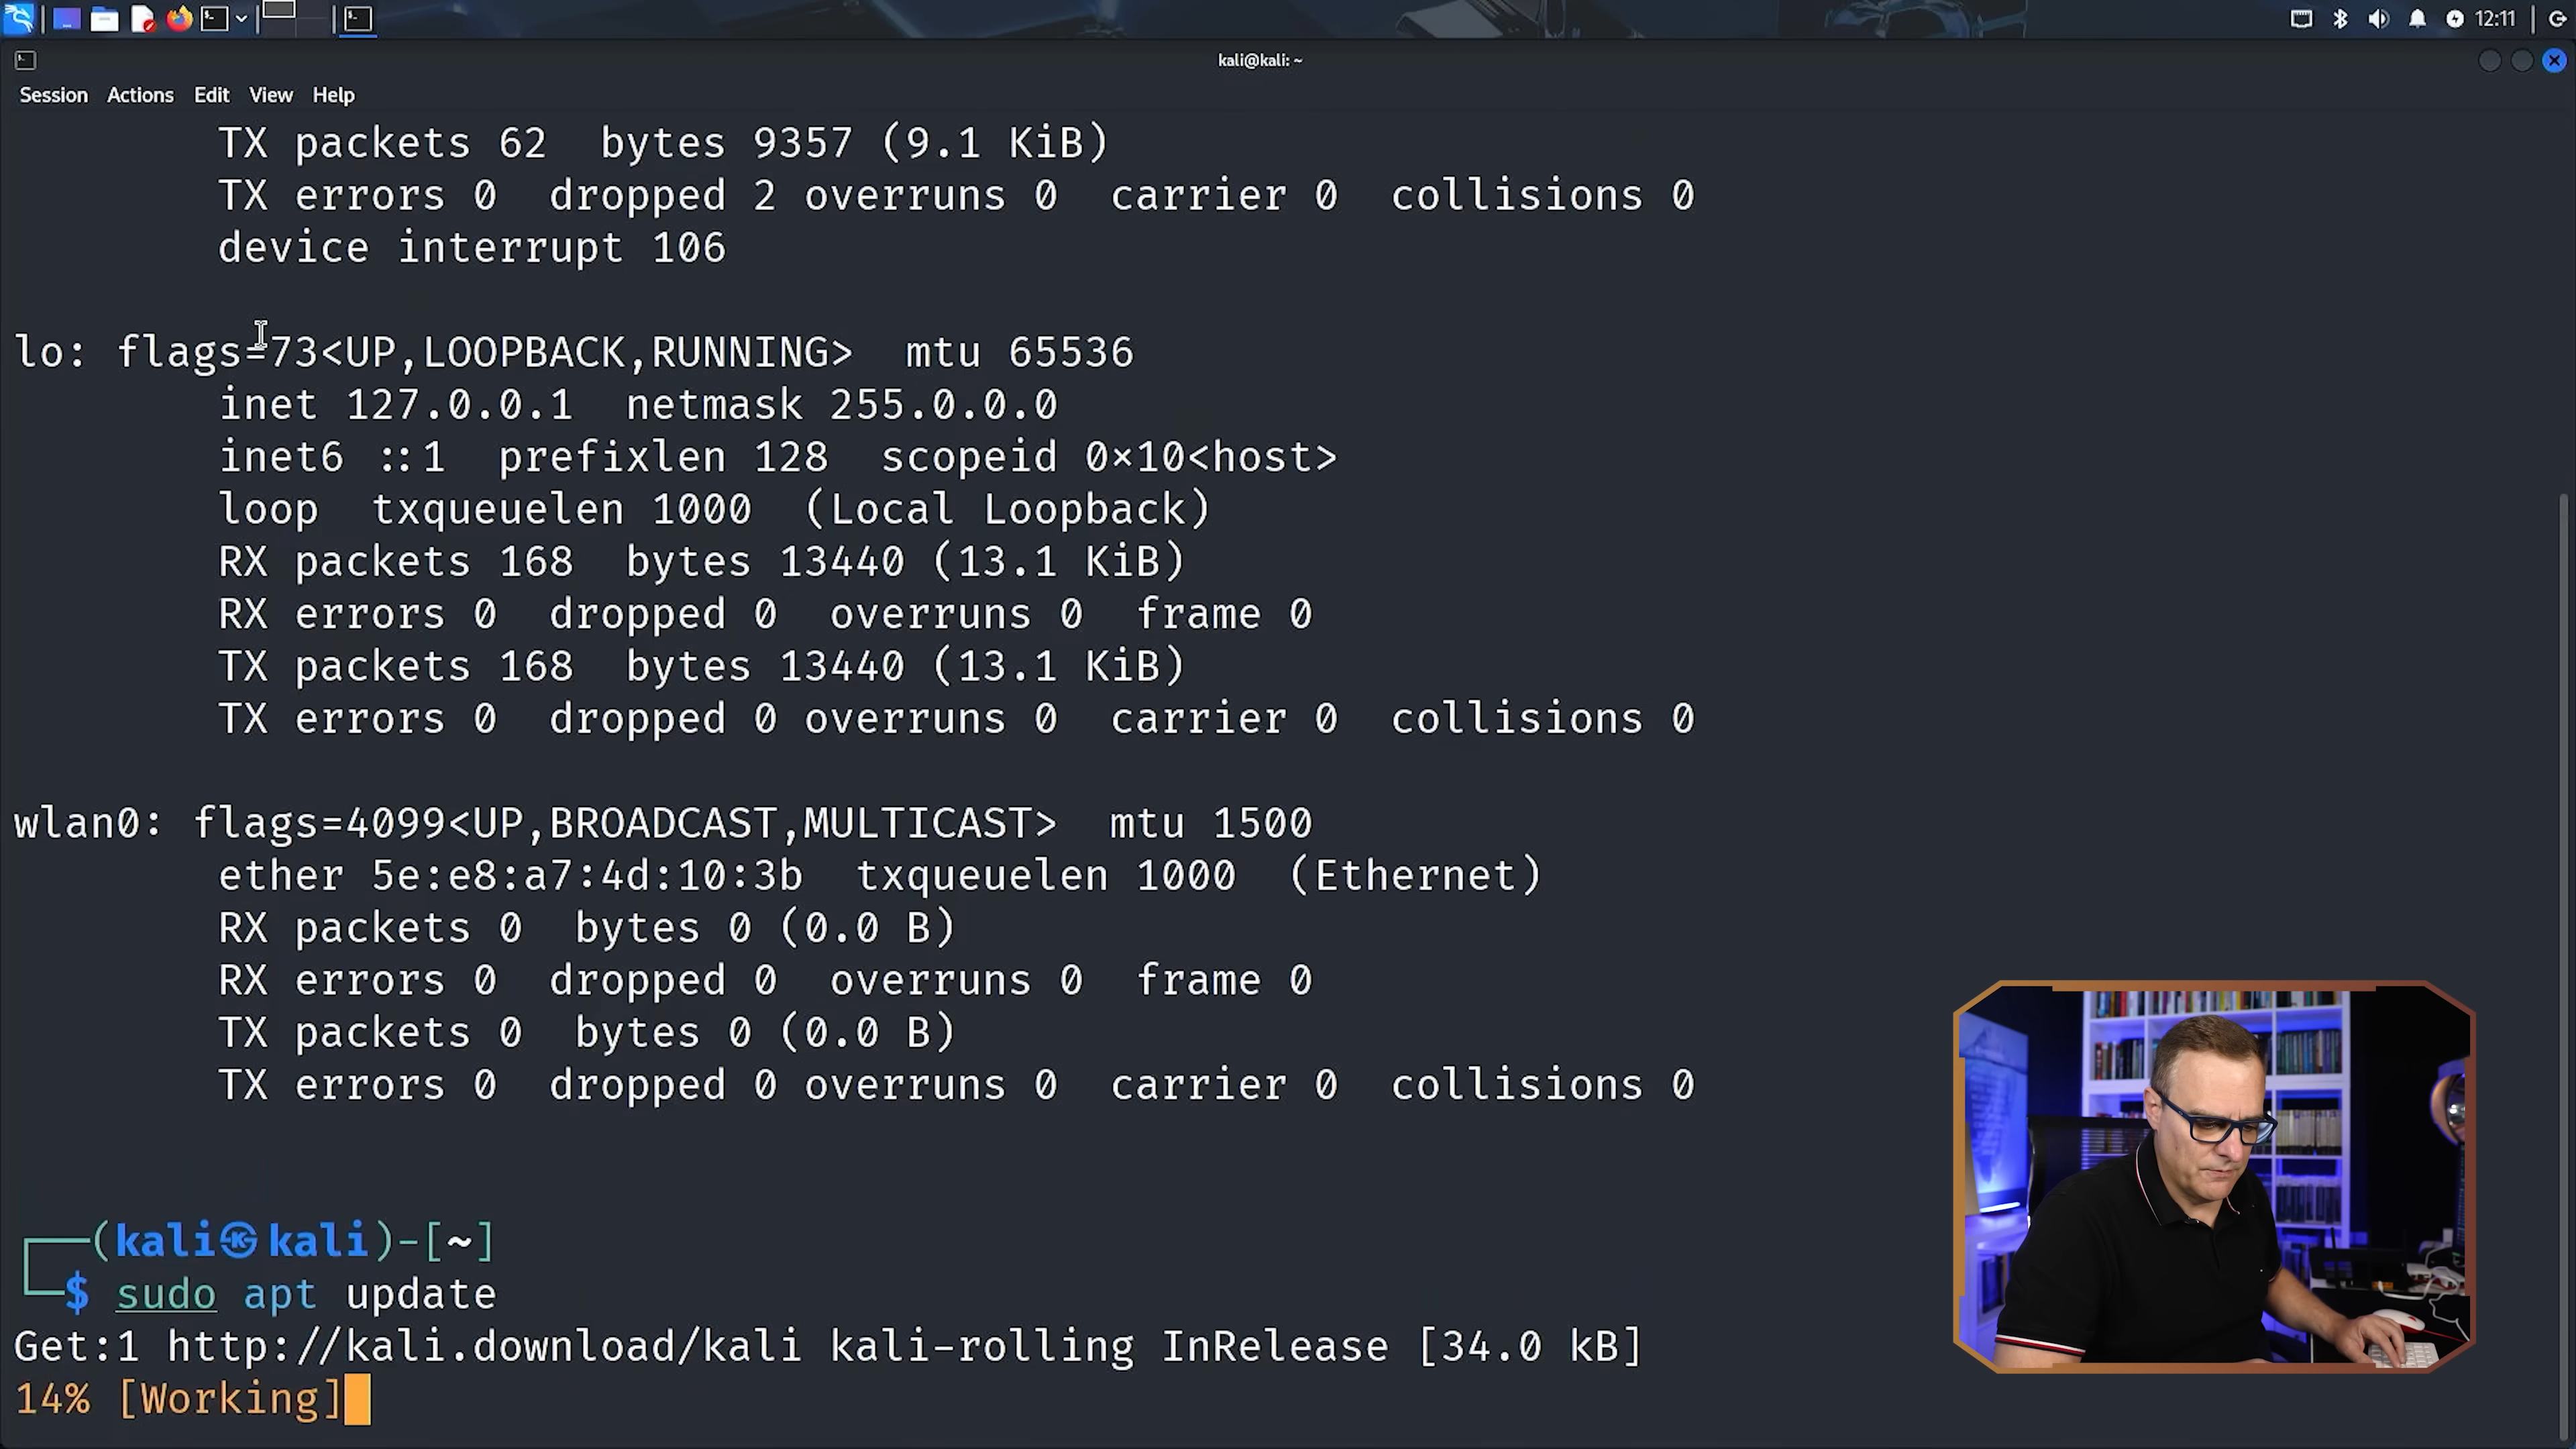 12:11
kali@kali: ~
Session Actions Edit View Help
TX packets 62  bytes 9357 (9.1 KiB)
TX errors 0  dropped 2 overruns 0  carrier 0  collisions 0
device interrupt 106
lo: flags=73<UP,LOOPBACK,RUNNING>  mtu 65536
inet 127.0.0.1  netmask 255.0.0.0
inet6 ::1  prefixlen 128  scopeid 0×10<host>
loop  txqueuelen 1000  (Local Loopback)
RX packets 168  bytes 13440 (13.1 KiB)
RX errors 0  dropped 0  overruns 0  frame 0
TX packets 168  bytes 13440 (13.1 KiB)
TX errors 0  dropped 0 overruns 0  carrier 0  collisions 0
wlan0: flags=4099<UP,BROADCAST,MULTICAST>  mtu 1500
ether 5e:e8:a7:4d:10:3b  txqueuelen 1000  (Ethernet)
RX packets 0  bytes 0 (0.0 B)
RX errors 0  dropped 0  overruns 0  frame 0
TX packets 0  bytes 0 (0.0 B)
TX errors 0  dropped 0 overruns 0  carrier 0  collisions 0
┌──(kali㉿kali)-[~]
└─$ sudo apt update
Get:1 http://kali.download/kali kali-rolling InRelease [34.0 kB]
14% [Working]